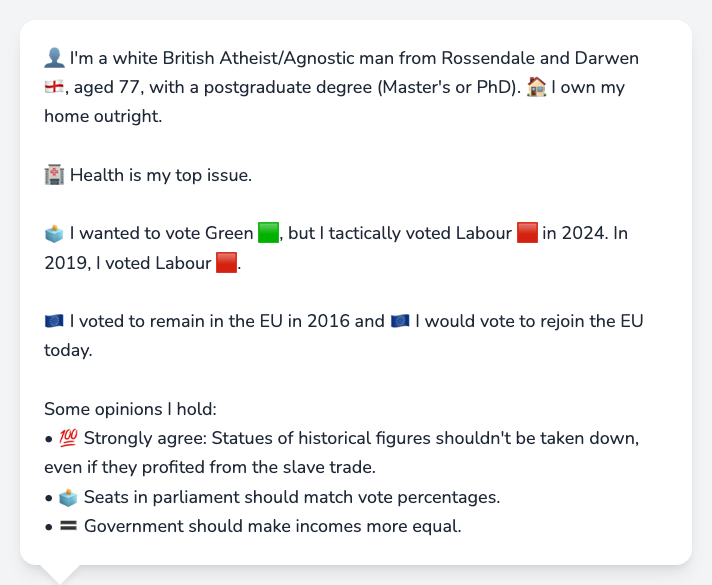 👤 I'm a white British Atheist/Agnostic man from Rossendale and Darwen
🏴󠁧󠁢󠁥󠁮󠁧󠁿, aged 77, with a postgraduate degree (Master's or PhD). 🏠 I own my
home outright.
🏥 Health is my top issue.
🗳️ I wanted to vote Green 🟩, but I tactically voted Labour 🟥 in 2024. In
2019, I voted Labour 🟥.
🇪🇺 I voted to remain in the EU in 2016 and 🇪🇺 I would vote to rejoin the EU
today.
Some opinions I hold:
• 💯 Strongly agree: Statues of historical figures shouldn't be taken down,
even if they profited from the slave trade.
• 🗳️ Seats in parliament should match vote percentages.
• 🟰 Government should make incomes more equal.